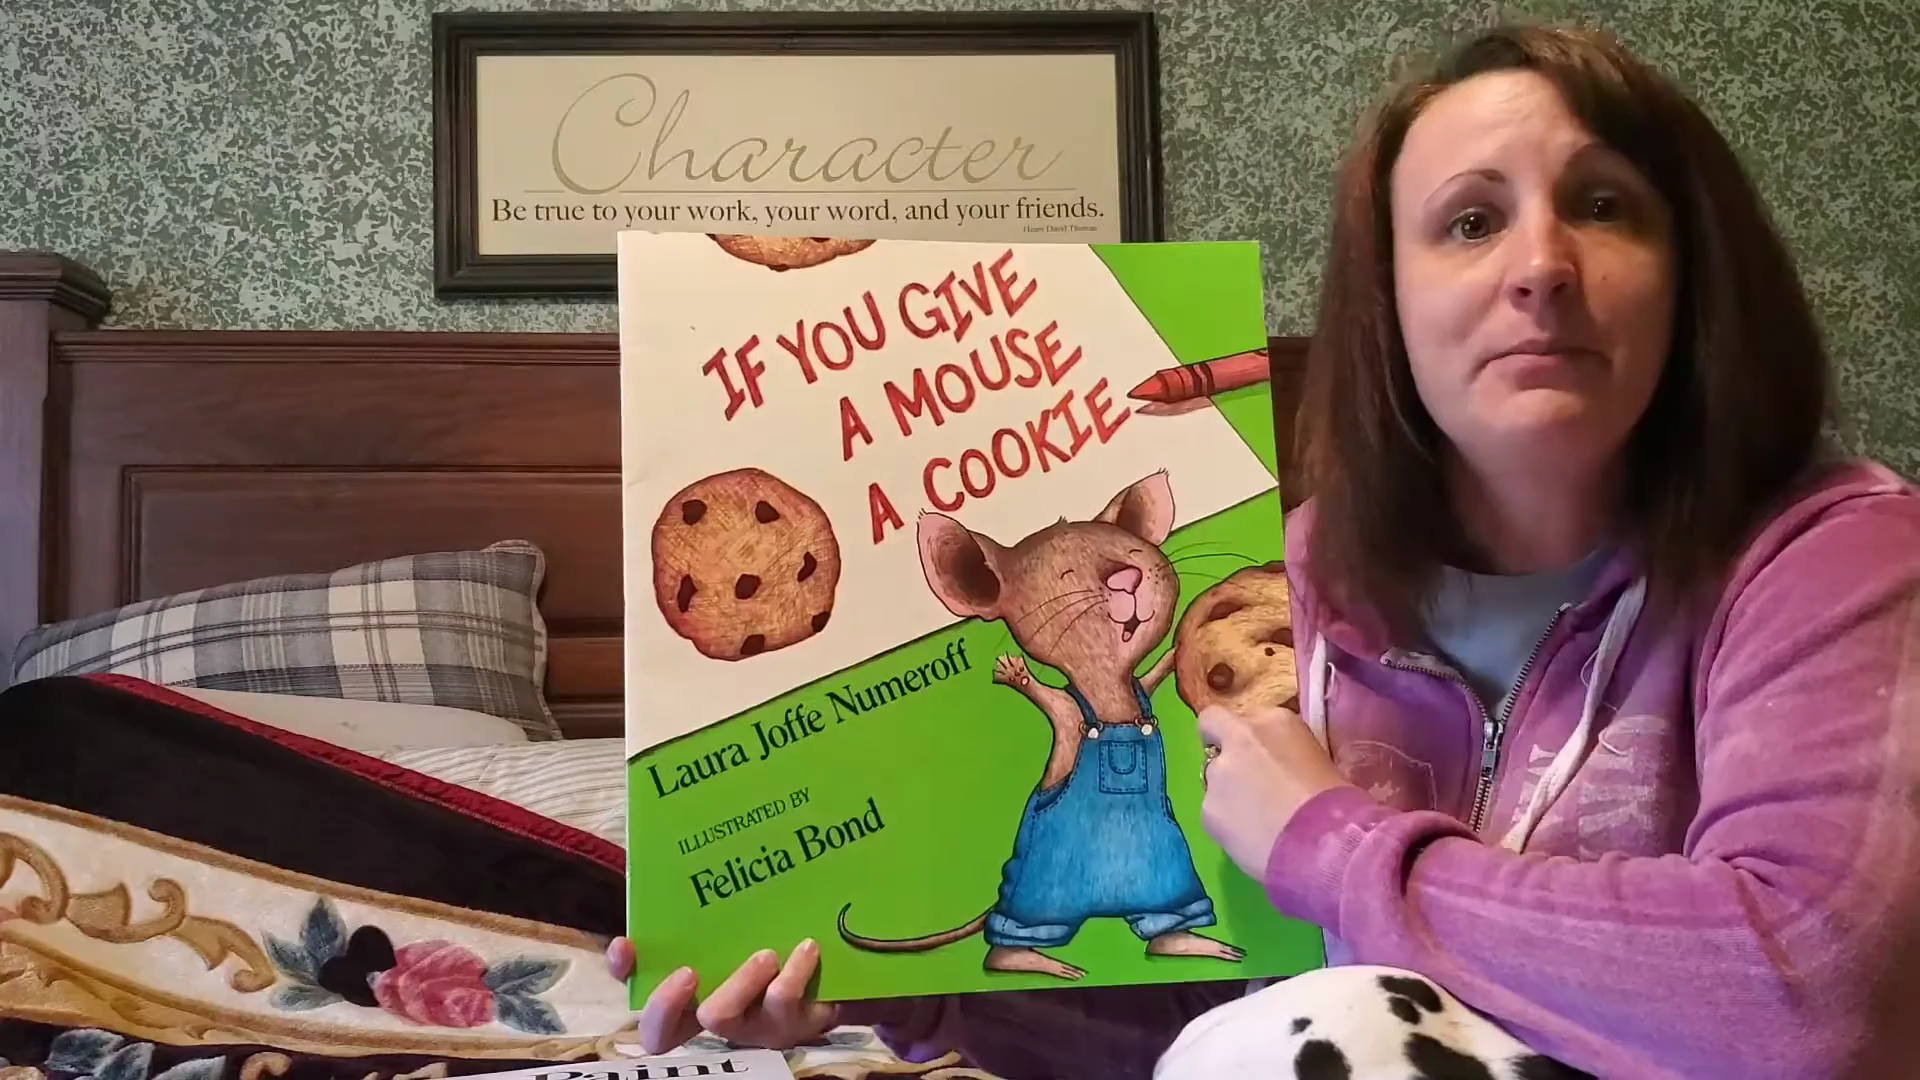 Character
Be true to your work, your word, and your friends.
Henry David Thoreau
IF YOU GIVE
A MOUSE
A COOKIE
Laura Joffe Numeroff
ILLUSTRATED BY
Felicia Bond
Paint